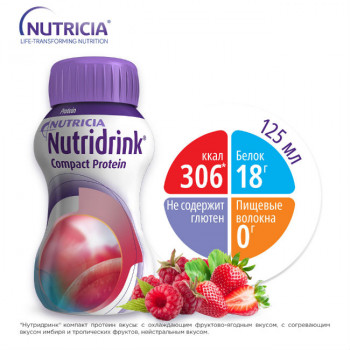 NUTRICIA®
LIFE-TRANSFORMING NUTRITION
Protein
NUTRICIA
Nutridrink®
Compact Protein
125 МЛ
ккал
306*
Белок
18г
Не содержит
глютен
Пищевые
волокна
0г
*Нутридринк® компакт протеин вкусы: с охлаждающим фруктово-ягодным вкусом, с согревающим
вкусом имбиря и тропических фруктов, нейстральным вкусом.